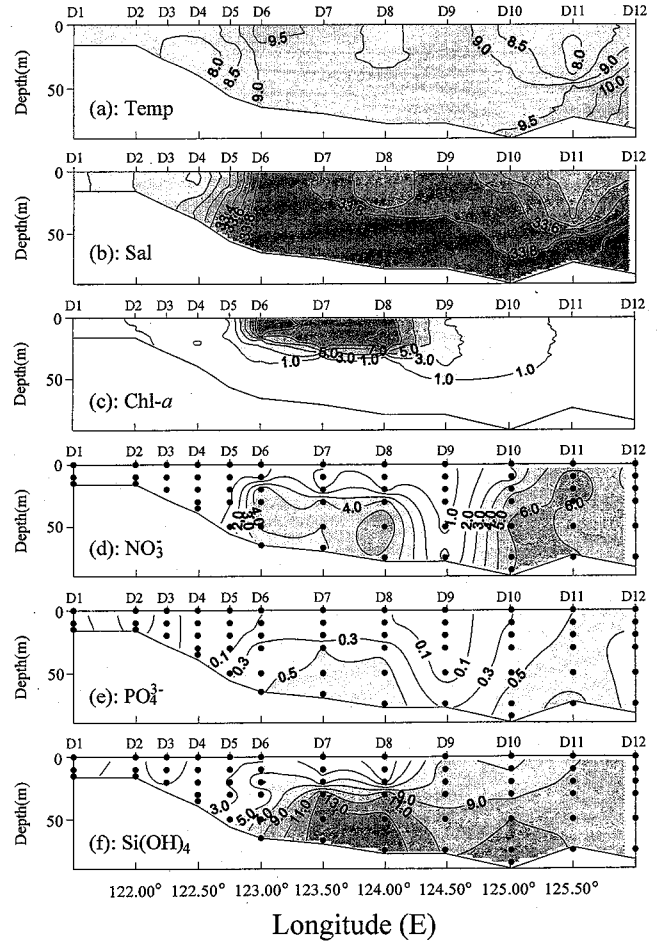 D1 D2 D3 D4 D5 D6 D7 D8 D9 D10 D11 D12
0
50
Depth(m)
8.0
8.5
9.0
9.5
9.0
8.5
8.0
9.0
10.0
9.5
(a): Temp
D1 D2 D3 D4 D5 D6 D7 D8 D9 D10 D11 D12
0
50
Depth(m)
33.6
33.6
33.8
(b): Sal
D1 D2 D3 D4 D5 D6 D7 D8 D9 D10 D11 D12
0
50
Depth(m)
1.0
3.0
1.0
5.0
3.0
1.0
1.0
(c): Chl-a
D1 D2 D3 D4 D5 D6 D7 D8 D9 D10 D11 D12
0
50
Depth(m)
2.0
4.0
1.0
2.0
3.0
4.0
5.0
6.0
6.0
(d): NO₃⁻
D1 D2 D3 D4 D5 D6 D7 D8 D9 D10 D11 D12
0
50
Depth(m)
0.1
0.3
0.5
0.3
0.1
0.3
0.5
(e): PO₄³⁻
D1 D2 D3 D4 D5 D6 D7 D8 D9 D10 D11 D12
0
50
Depth(m)
3.0
5.0
9.0
11.0
13.0
11.0
9.0
9.0
(f): Si(OH)₄
122.00° 122.50° 123.00° 123.50° 124.00° 124.50° 125.00° 125.50°
Longitude (E)